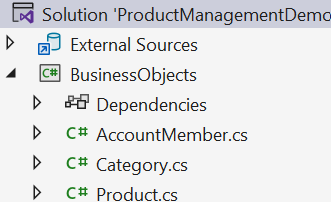 Solution 'ProductManagementDemo
External Sources
C# BusinessObjects
Dependencies
C# AccountMember.cs
C# Category.cs
C# Product.cs